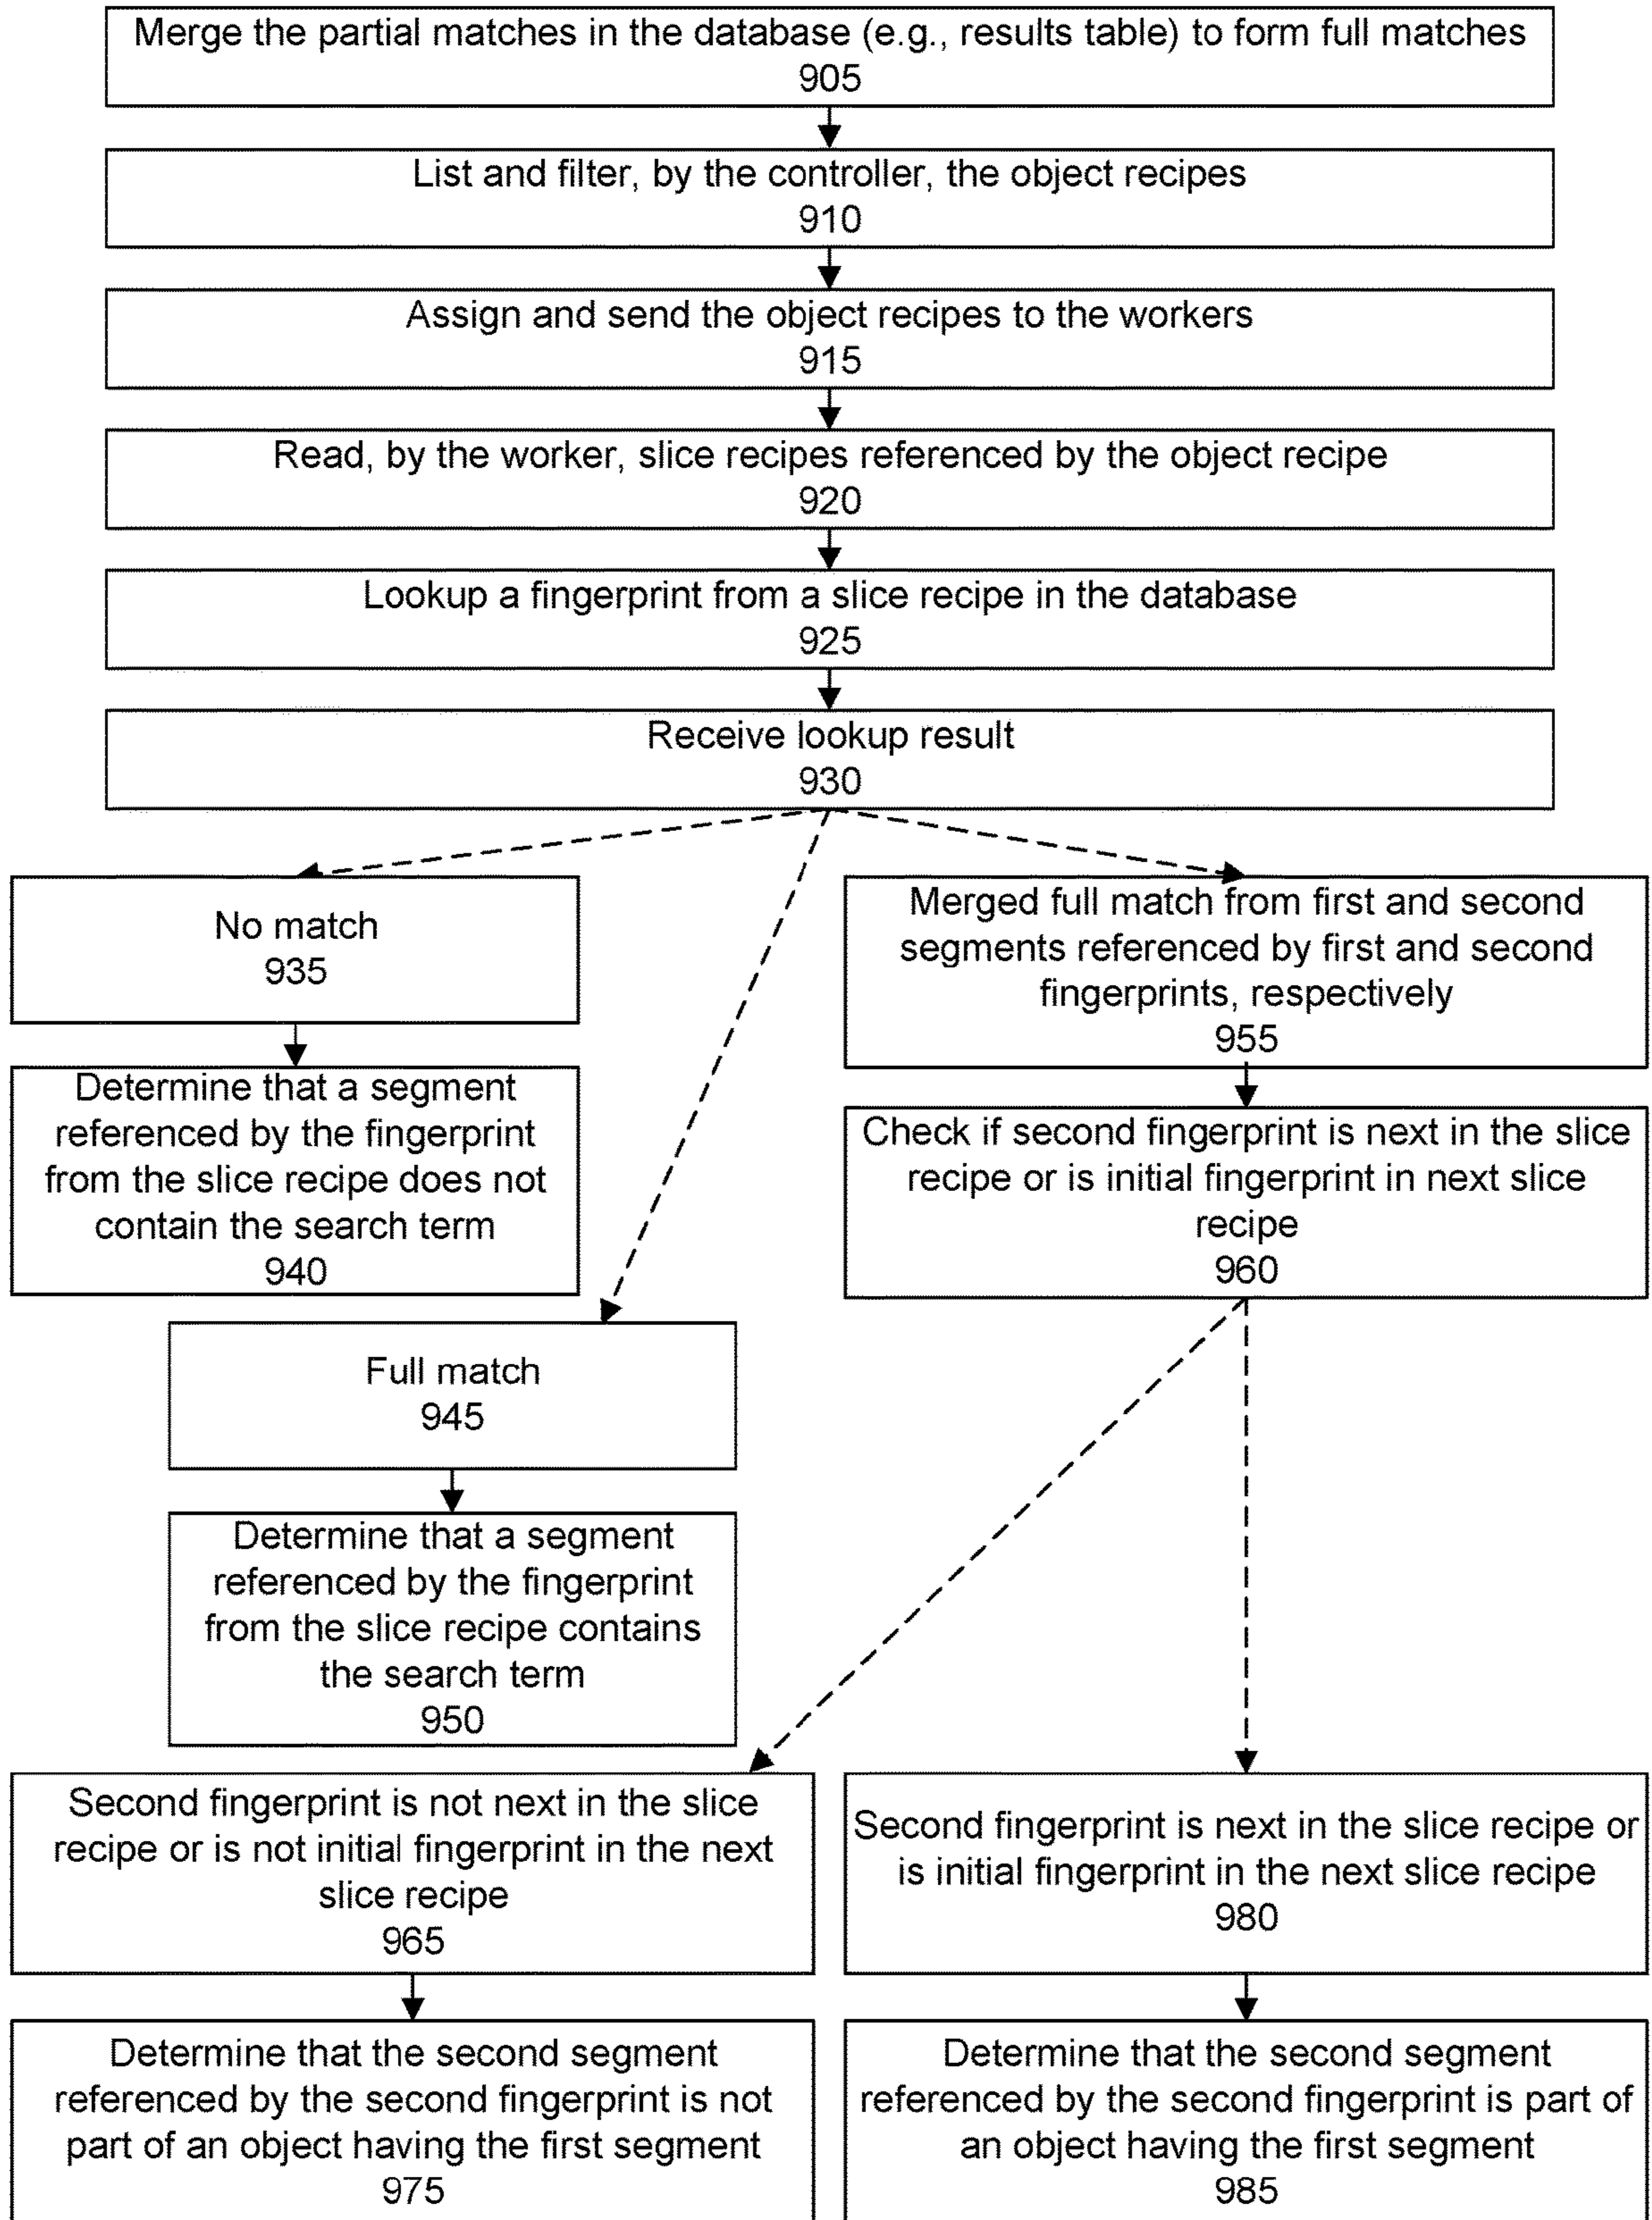 Merge the partial matches in the database (e.g., results table) to form full matches
905
List and filter, by the controller, the object recipes
910
Assign and send the object recipes to the workers
915
Read, by the worker, slice recipes referenced by the object recipe
920
Lookup a fingerprint from a slice recipe in the database
925
Receive lookup result
930
No match
935
Determine that a segment
referenced by the fingerprint
from the slice recipe does not
contain the search term
940
Full match
945
Determine that a segment
referenced by the fingerprint
from the slice recipe contains
the search term
950
Merged full match from first and second
segments referenced by first and second
fingerprints, respectively
955
Check if second fingerprint is next in the slice
recipe or is initial fingerprint in next slice
recipe
960
Second fingerprint is not next in the slice
recipe or is not initial fingerprint in the next
slice recipe
965
Determine that the second segment
referenced by the second fingerprint is not
part of an object having the first segment
975
Second fingerprint is next in the slice recipe or
is initial fingerprint in the next slice recipe
980
Determine that the second segment
referenced by the second fingerprint is part of
an object having the first segment
985